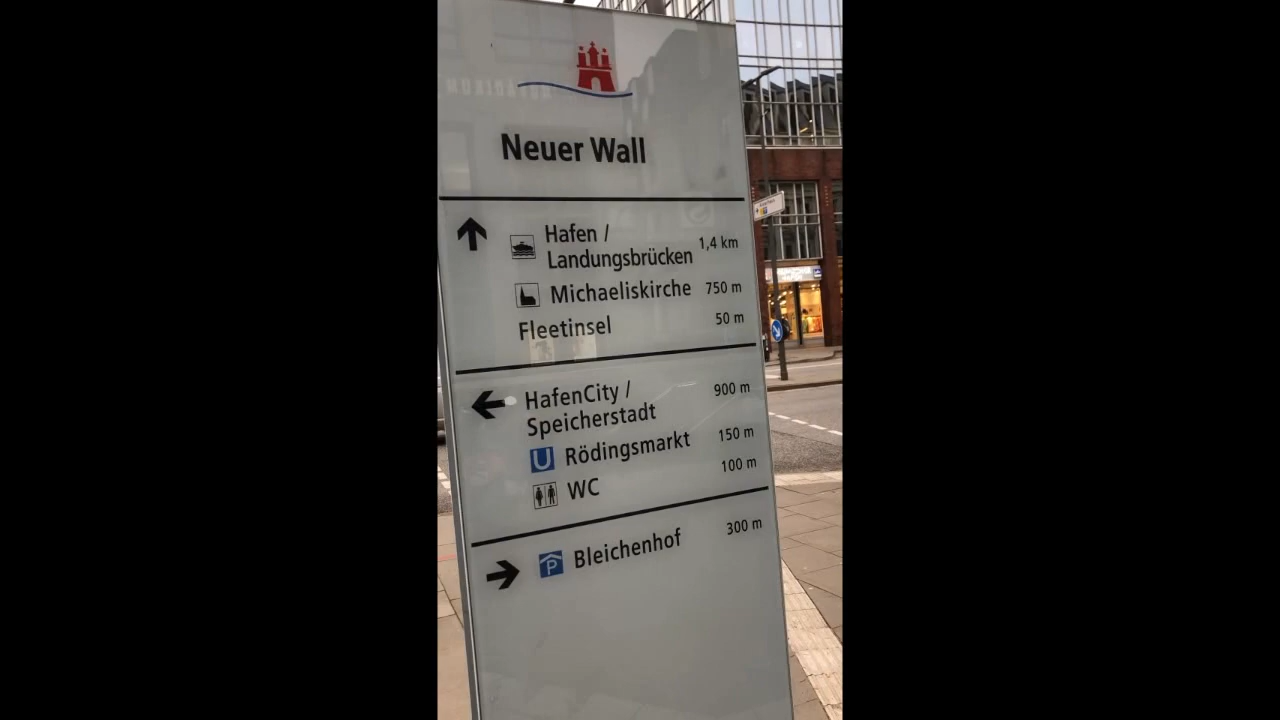 Neuer Wall
Hafen /
Landungsbrücken 1,4 km
Michaeliskirche 750 m
Fleetinsel 50 m
HafenCity / 900 m
Speicherstadt
U Rödingsmarkt 150 m
WC 100 m
P Bleichenhof 300 m